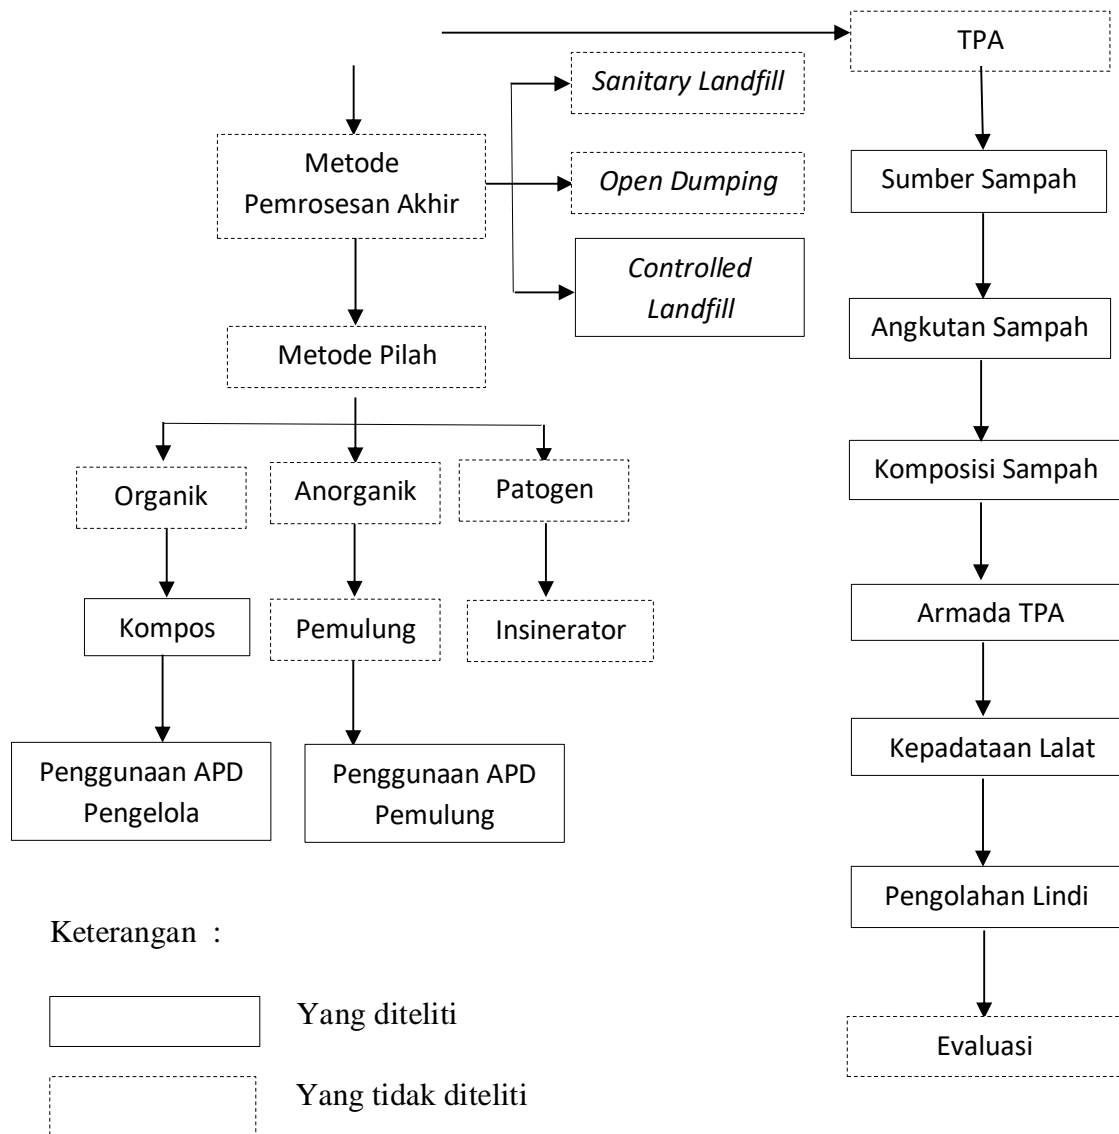 TPA
Sanitary Landfill
Metode
Pemrosesan Akhir
Open Dumping
Sumber Sampah
Controlled
Landfill
Angkutan Sampah
Metode Pilah
Komposisi Sampah
Organik
Anorganik
Patogen
Kompos
Pemulung
Insinerator
Armada TPA
Penggunaan APD
Pengelola
Penggunaan APD
Pemulung
Kepadataan Lalat
Pengolahan Lindi
Evaluasi
Keterangan :
Yang diteliti
Yang tidak diteliti